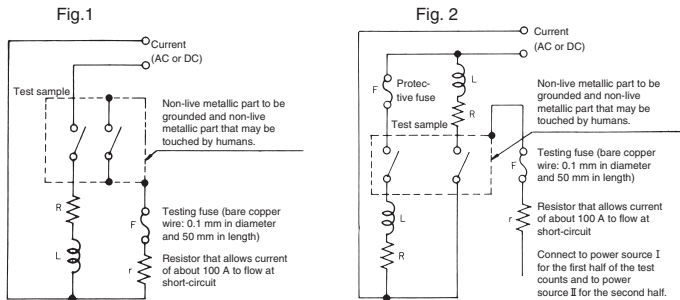 Fig.1
Current
(AC or DC)
Test sample
Non-live metallic part to be
grounded and non-live
metallic part that may be
touched by humans.
R
L
F
r
Testing fuse (bare copper
wire: 0.1 mm in diameter
and 50 mm in length)
Resistor that allows current
of about 100 A to flow at
short-circuit
Fig. 2
Current
(AC or DC)
F
Protec-
tive fuse
L
R
Test sample
Non-live metallic part to be
grounded and non-live
metallic part that may be
touched by humans.
F
Testing fuse (bare copper
wire: 0.1 mm in diameter
and 50 mm in length)
L
R
r
Resistor that allows current
of about 100 A to flow at
short-circuit
Connect to power source I
for the first half of the test
counts and to power
source II for the second half.